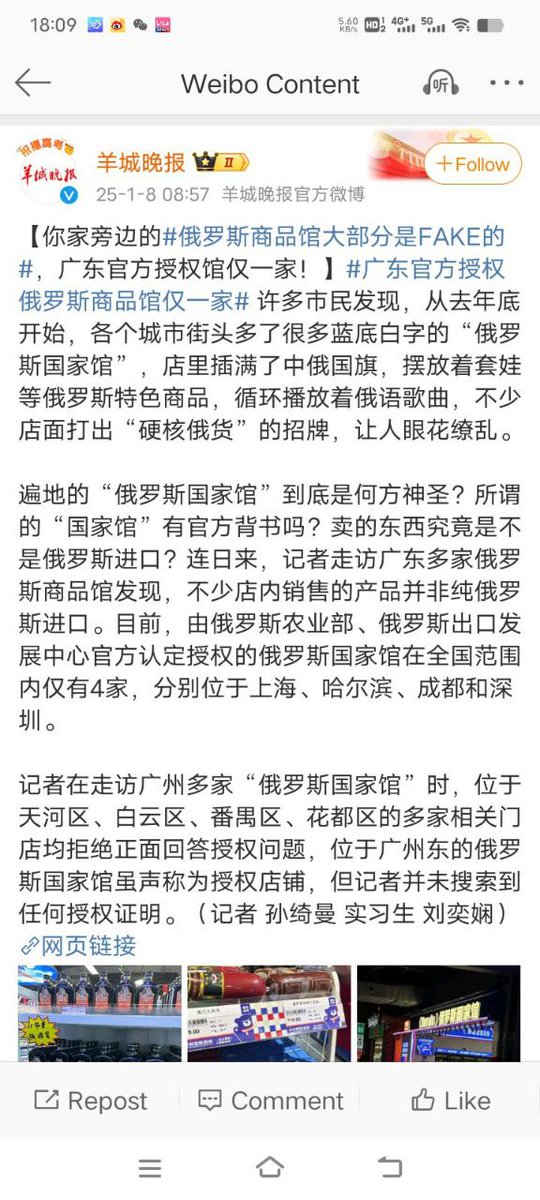 18:09
5.60 KB/s HD 1 2 4G+ 5G
Weibo Content
听
祝福高考
羊城晚报
羊城晚报 II
+Follow
25-1-8 08:57 羊城晚报官方微博
【你家旁边的#俄罗斯商品馆大部分是FAKE的
#，广东官方授权馆仅一家！】#广东官方授权
俄罗斯商品馆仅一家# 许多市民发现，从去年底
开始，各个城市街头多了很多蓝底白字的“俄罗
斯国家馆”，店里插满了中俄国旗，摆放着套娃
等俄罗斯特色商品，循环播放着俄语歌曲，不少
店面打出“硬核俄货”的招牌，让人眼花缭乱。
遍地的“俄罗斯国家馆”到底是何方神圣？所谓
的“国家馆”有官方背书吗？卖的东西究竟是不
是俄罗斯进口？连日来，记者走访广东多家俄罗
斯商品馆发现，不少店内销售的产品并非纯俄罗
斯进口。目前，由俄罗斯农业部、俄罗斯出口发
展中心官方认定授权的俄罗斯国家馆在全国范围
内仅有4家，分别位于上海、哈尔滨、成都和深
圳。
记者在走访广州多家“俄罗斯国家馆”时，位于
天河区、白云区、番禺区、花都区的多家相关门
店均拒绝正面回答授权问题，位于广州东的俄罗
斯国家馆虽声称为授权店铺，但记者并未搜索到
任何授权证明。（记者 孙绮曼 实习生 刘奕娴）
网页链接
Repost
Comment
Like